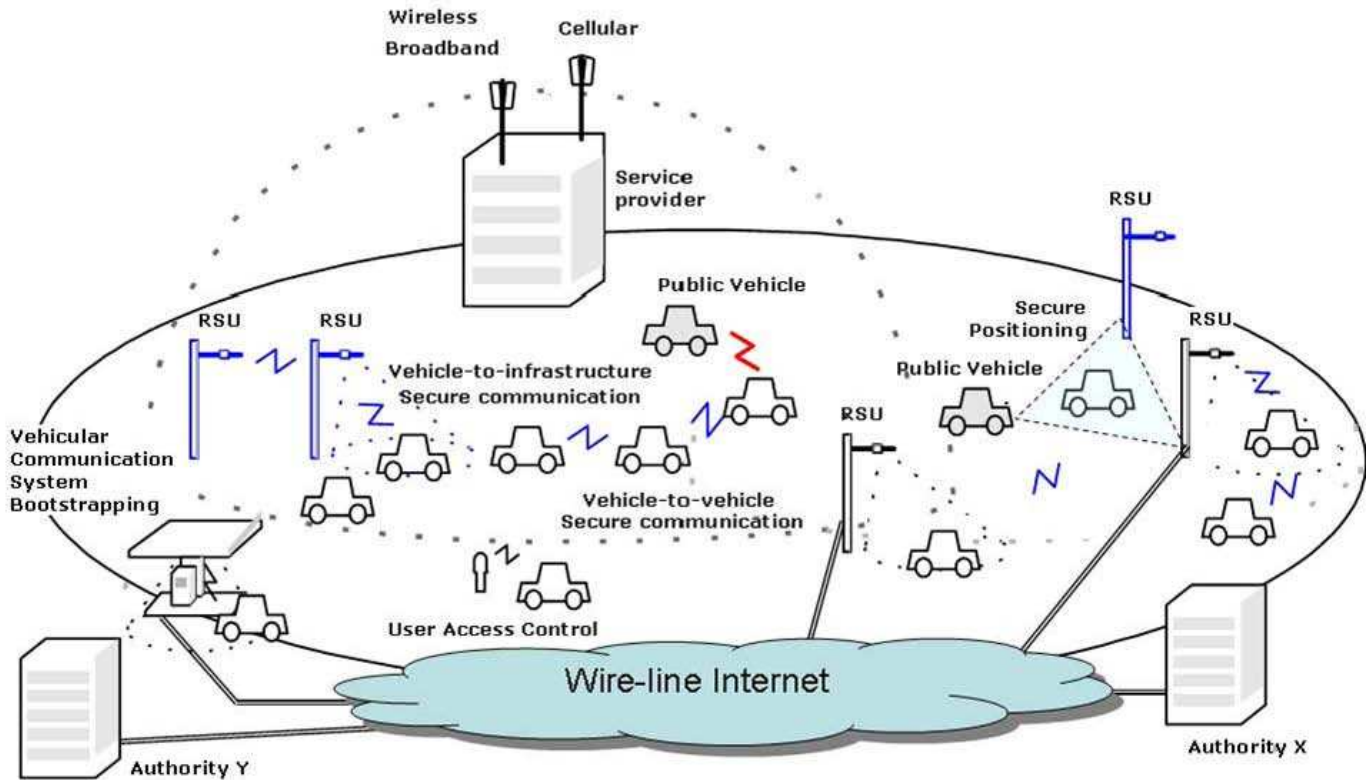 Wireless
Broadband
Cellular
Service
provider
RSU
Public Vehicle
Secure
Positioning
RSU
RSU
RSU
Vehicle-to-infrastructure
Secure communication
Public Vehicle
RSU
Vehicular
Communication
System
Bootstrapping
Vehicle-to-vehicle
Secure communication
User Access Control
Wire-line Internet
Authority X
Authority Y